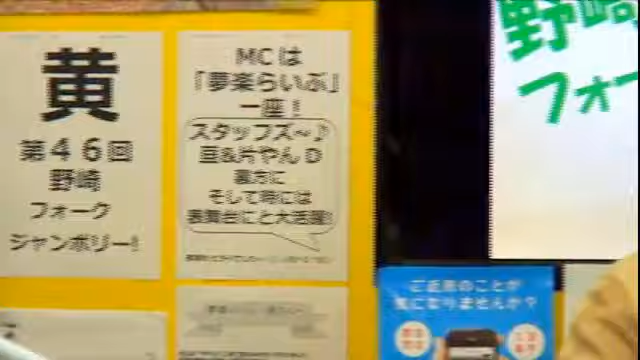 黄
第４６回
野崎
フォーク
ジャンボリー!
MCは
「夢楽らいぶ」
一座！
スタッフズ～♪
豆&片やんD
裏方に
そして時には
表舞台にと大活躍!
野崎
フォー
ご近所のことが
気になりませんか？